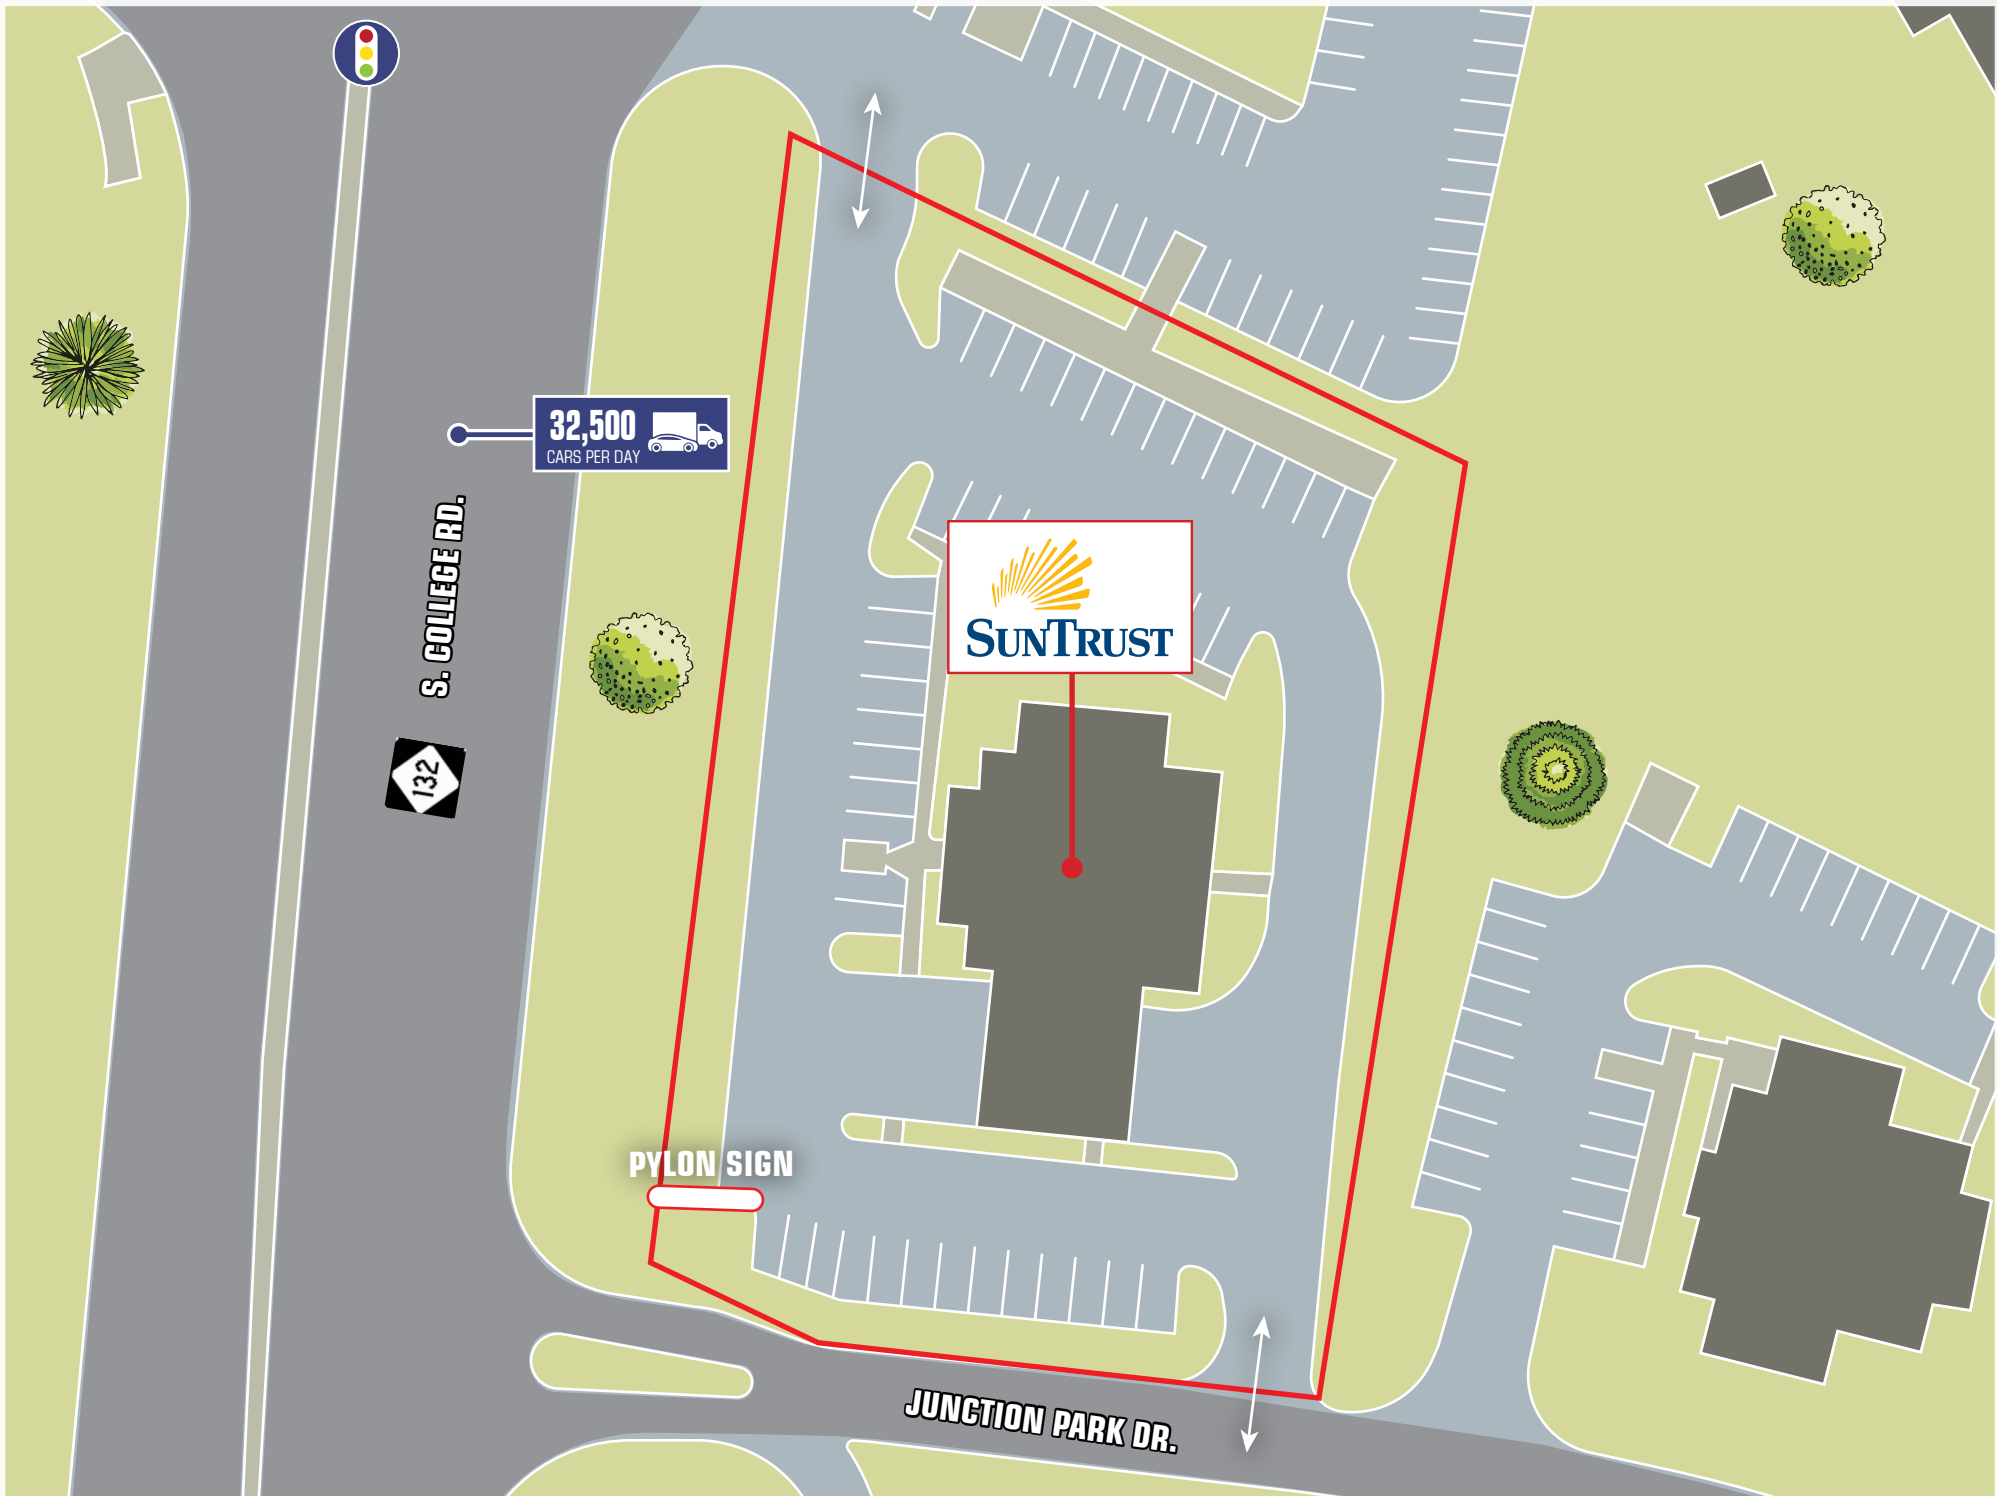 32,500
CARS PER DAY
S. COLLEGE RD.
SUNTRUST
132
PYLON SIGN
JUNCTION PARK DR.